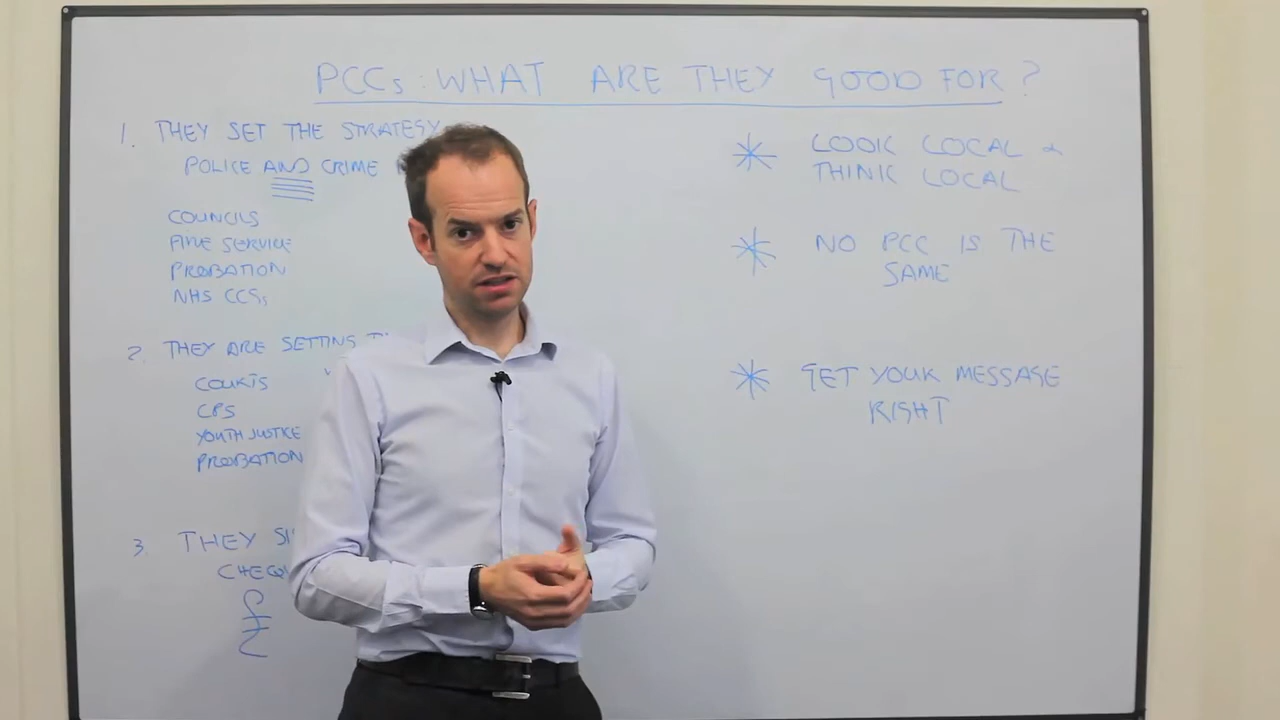 PCCs: WHAT ARE THEY GOOD FOR?
1. THEY SET THE STRATEGY
POLICE AND CRIME
COUNCILS
FIRE SERVICE
PROBATION
NHS CCGs
2. THEY ARE SETTING
COURTS
CPS
YOUTH JUSTICE
PROBATION
3 THEY
£
* LOOK LOCAL &
THINK LOCAL
* NO PCC IS THE
SAME
* GET YOUR MESSAGE
RIGHT